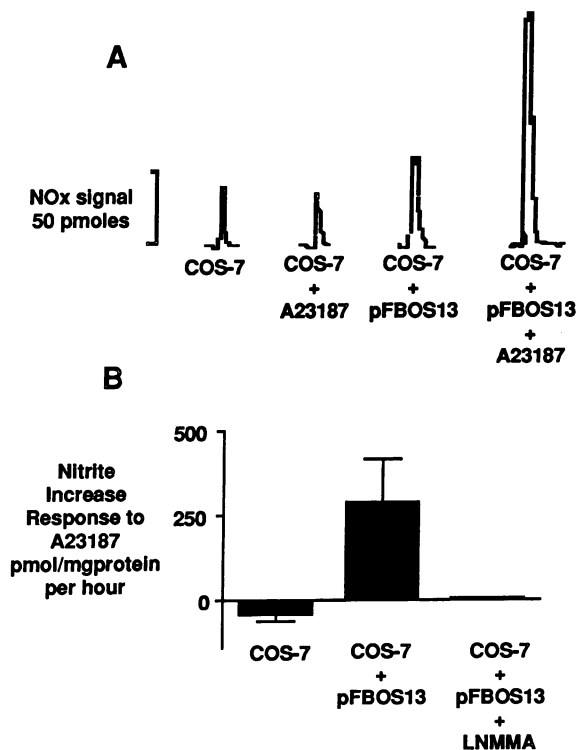 A
NOx signal
50 pmoles
COS-7
COS-7
+
A23187
COS-7
+
pFBOS13
COS-7
+
pFBOS13
+
A23187
B
Nitrite
Increase
Response to
A23187
pmol/mgprotein
per hour
500
250
0
COS-7
COS-7
+
pFBOS13
COS-7
+
pFBOS13
+
LNMMA